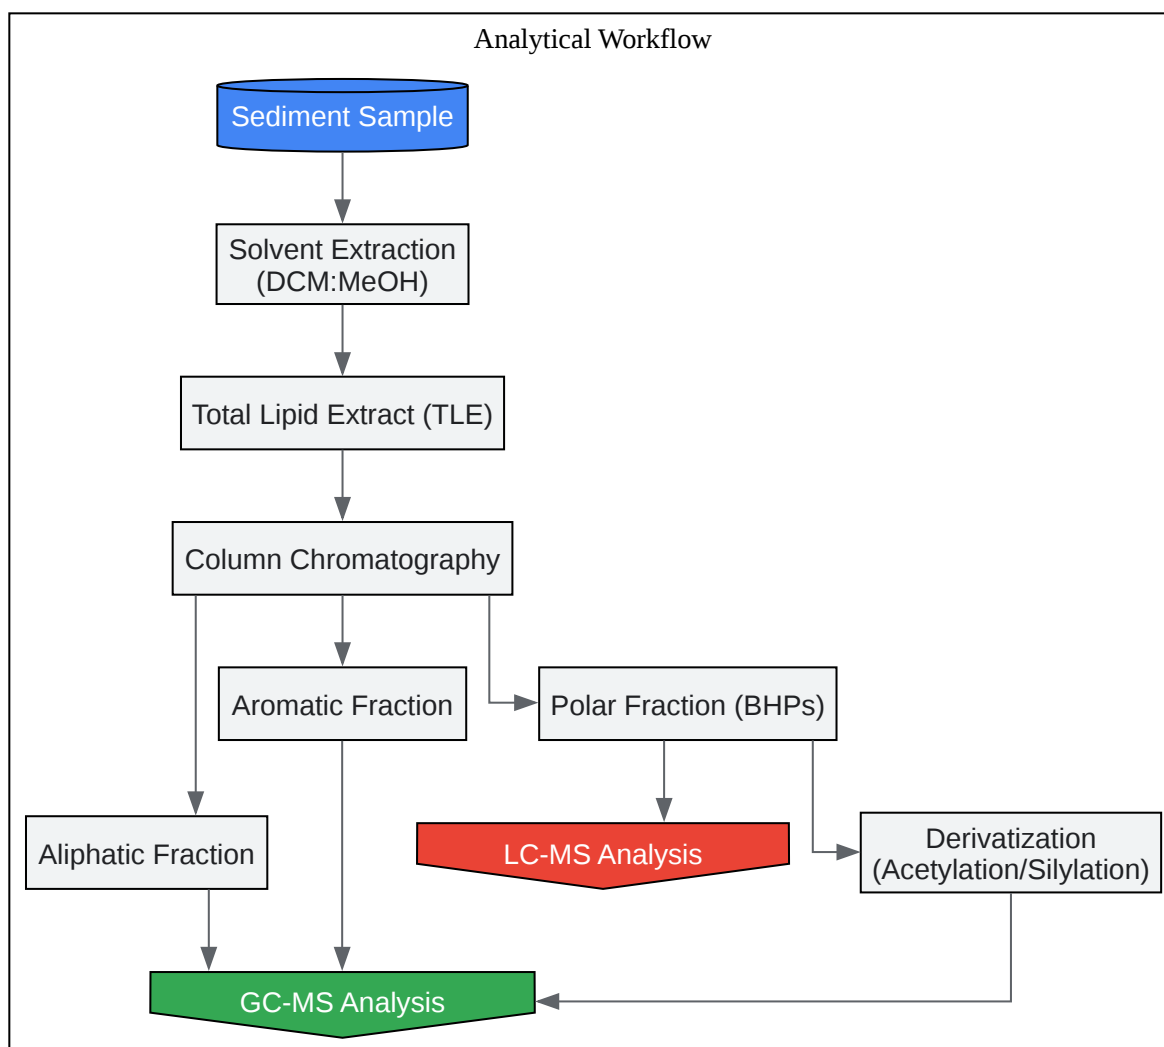 Analytical Workflow
Sediment Sample
Solvent Extraction
(DCM:MeOH)
Total Lipid Extract (TLE)
Column Chromatography
Aromatic Fraction
Polar Fraction (BHPs)
Aliphatic Fraction
LC-MS Analysis
Derivatization
(Acetylation/Silylation)
GC-MS Analysis